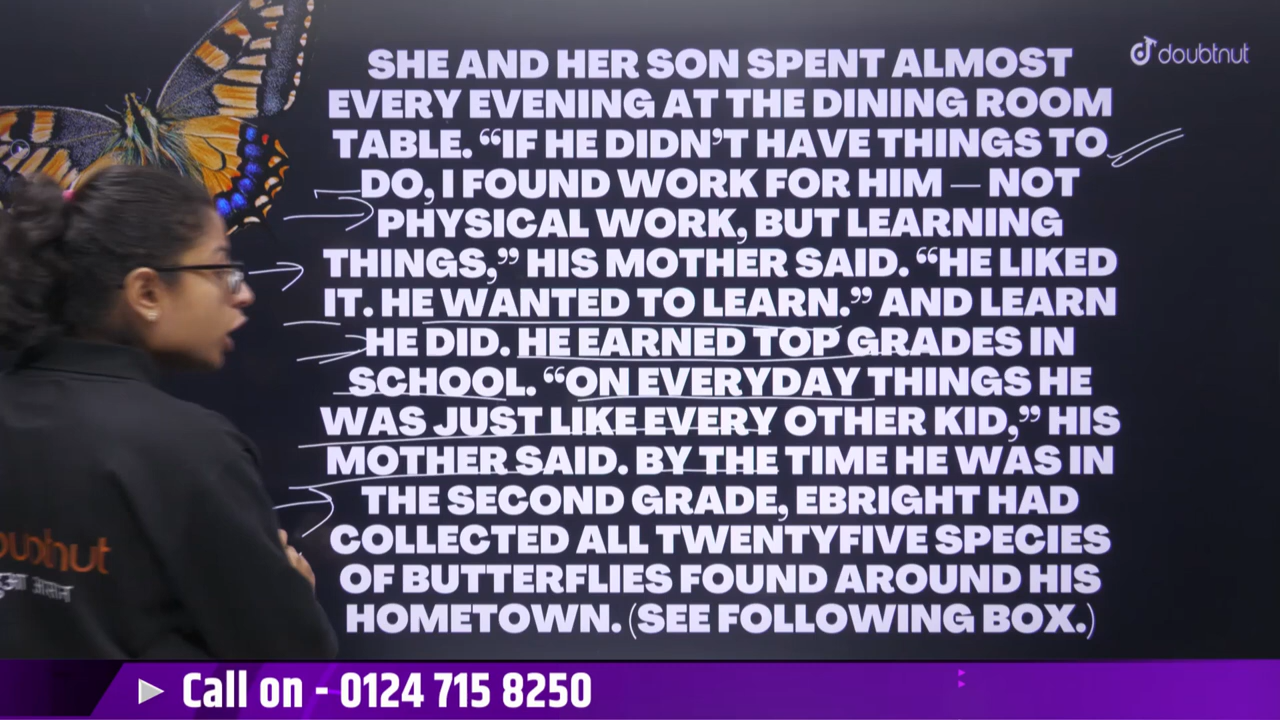 doubtnut
SHE AND HER SON SPENT ALMOST
EVERY EVENING AT THE DINING ROOM
TABLE. “IF HE DIDN’T HAVE THINGS TO
DO, I FOUND WORK FOR HIM — NOT
PHYSICAL WORK, BUT LEARNING
THINGS,” HIS MOTHER SAID. “HE LIKED
IT. HE WANTED TO LEARN.” AND LEARN
HE DID. HE EARNED TOP GRADES IN
SCHOOL. “ON EVERYDAY THINGS HE
WAS JUST LIKE EVERY OTHER KID,” HIS
MOTHER SAID. BY THE TIME HE WAS IN
THE SECOND GRADE, EBRIGHT HAD
COLLECTED ALL TWENTYFIVE SPECIES
OF BUTTERFLIES FOUND AROUND HIS
HOMETOWN. (SEE FOLLOWING BOX.)
oubtnut
Call on - 0124 715 8250